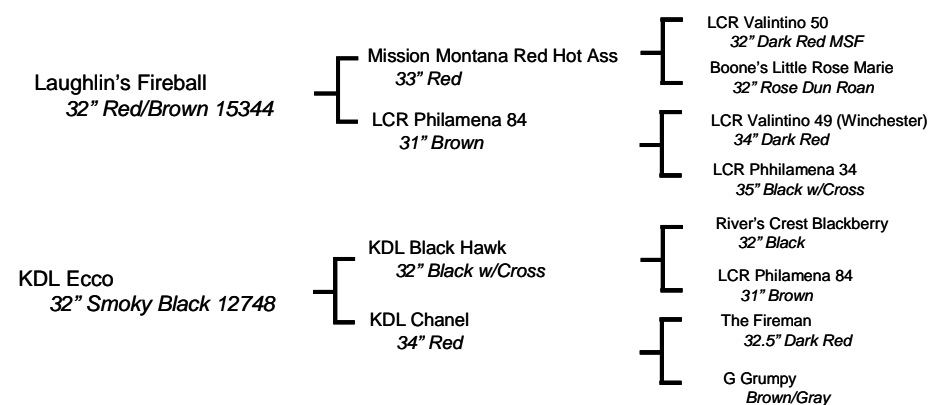 Laughlin's Fireball
32" Red/Brown 15344
Mission Montana Red Hot Ass
33" Red
LCR Philamena 84
31" Brown
LCR Valintino 50
32" Dark Red MSF
Boone's Little Rose Marie
32" Rose Dun Roan
LCR Valintino 49 (Winchester)
34" Dark Red
LCR Phhilamena 34
35" Black w/Cross
KDL Ecco
32" Smoky Black 12748
KDL Black Hawk
32" Black w/Cross
KDL Chanel
34" Red
River's Crest Blackberry
32" Black
LCR Philamena 84
31" Brown
The Fireman
32.5" Dark Red
G Grumpy
Brown/Gray